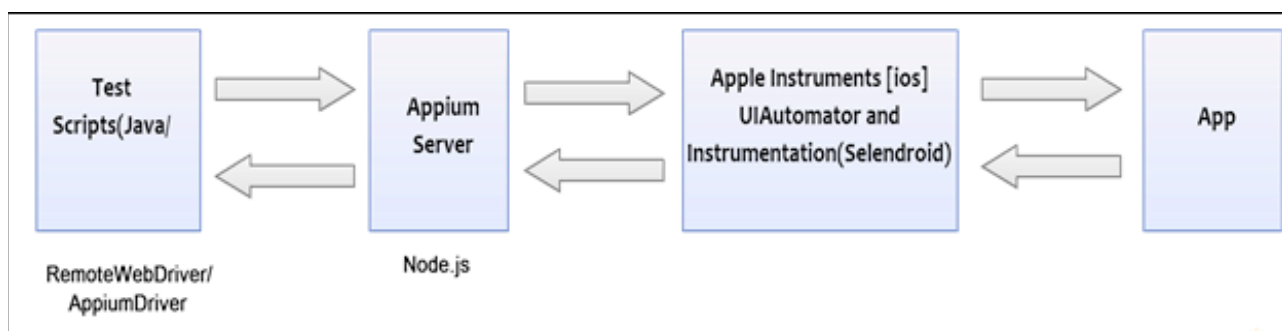 Test
Scripts(Java/
Appium
Server
Apple Instruments [ios]
UIAutomator and
Instrumentation(Selendroid)
App
RemoteWebDriver/
AppiumDriver
Node.js